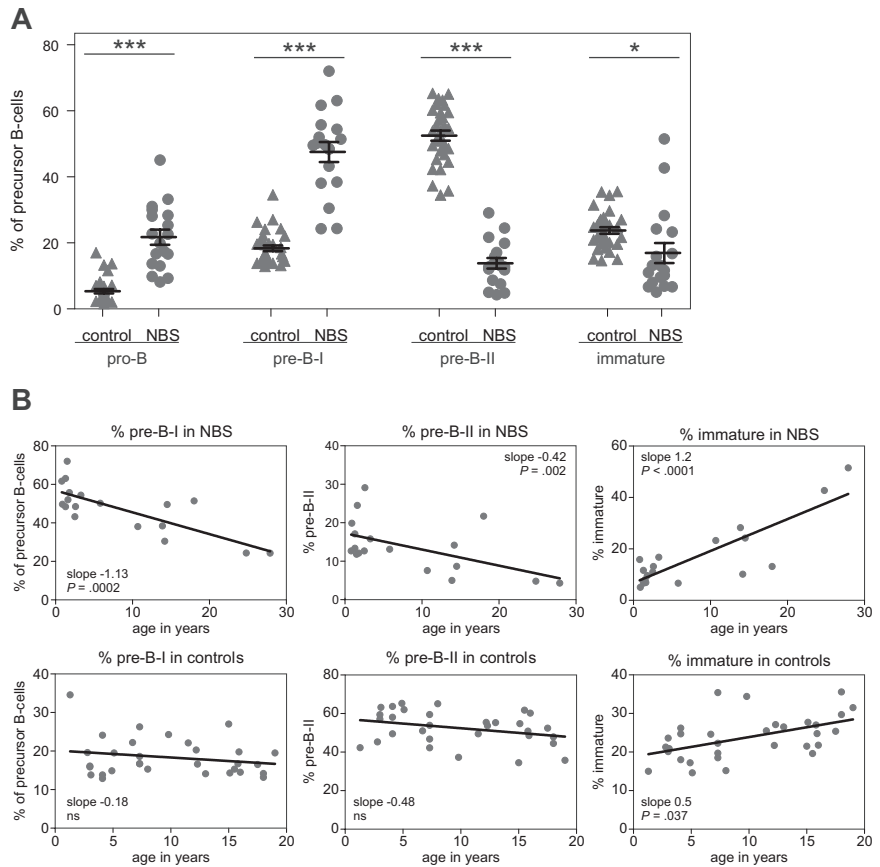 A
% of precursor B-cells
80
60
40
20
0
*** *** *** *
control NBS control NBS control NBS control NBS
pro-B pre-B-I pre-B-II immature
B
% pre-B-I in NBS
% of precursor B-cells
80
60
40
20
0
slope -1.13
P = .0002
0 10 20 30
age in years
% pre-B-II in NBS
% pre-B-II
40
30
20
10
0
slope -0.42
P = .002
0 10 20 30
age in years
% immature in NBS
% immature
60
40
20
0
slope 1.2
P < .0001
0 10 20 30
age in years
% pre-B-I in controls
% of precursor B-cells
40
30
20
10
0
slope -0.18
ns
0 5 10 15 20
age in years
% pre-B-II in controls
% pre-B-II
80
60
40
20
0
slope -0.48
ns
0 5 10 15 20
age in years
% immature in controls
% immature
40
30
20
10
0
slope 0.5
P = .037
0 5 10 15 20
age in years